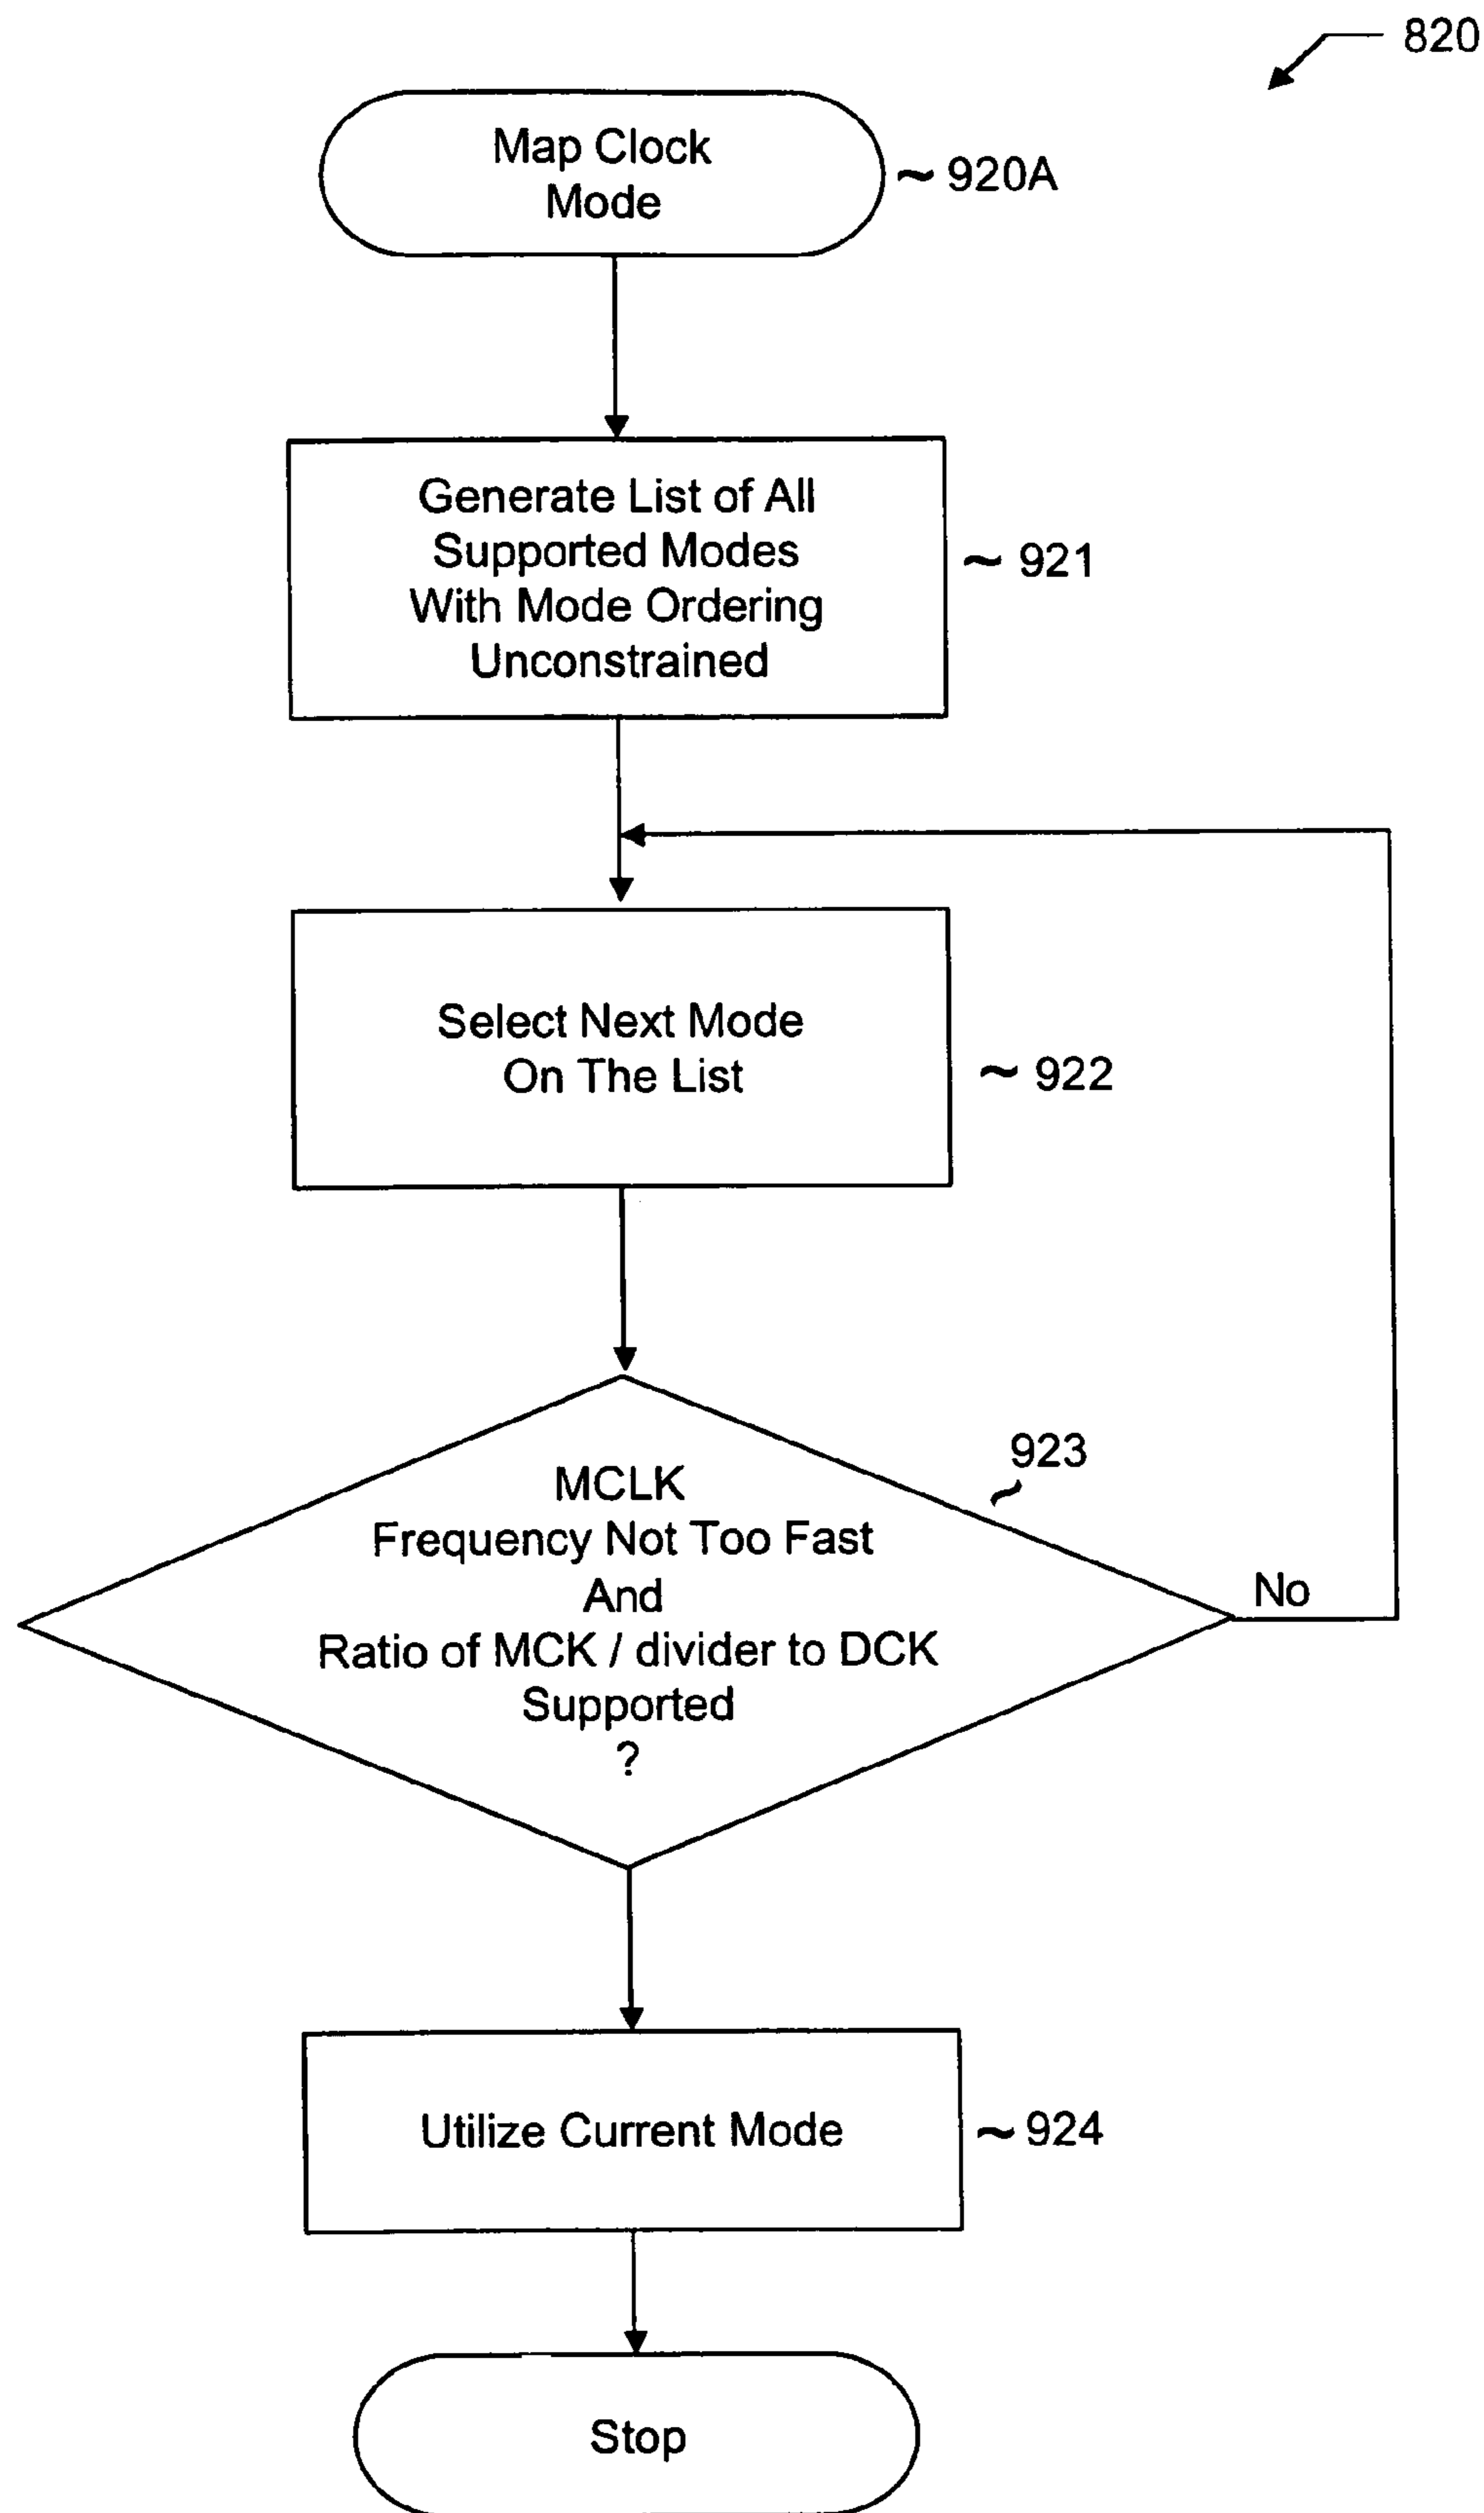 820
Map Clock
Mode
~ 920A
Generate List of All
Supported Modes
With Mode Ordering
Unconstrained
~ 921
Select Next Mode
On The List
~ 922
923
~
MCLK
Frequency Not Too Fast
And
Ratio of MCK / divider to DCK
Supported
?
No
Utilize Current Mode
~ 924
Stop